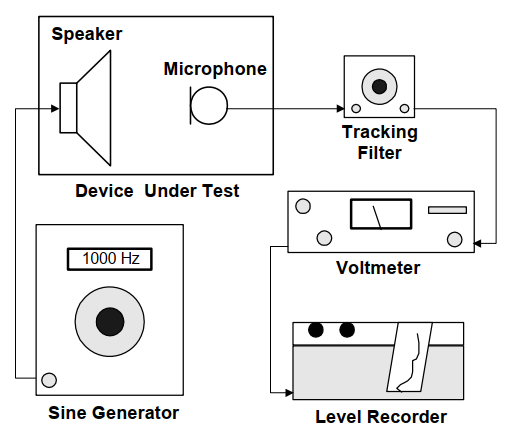 Speaker
Microphone
Tracking
Filter
Device Under Test
1000 Hz
Voltmeter
Sine Generator
Level Recorder